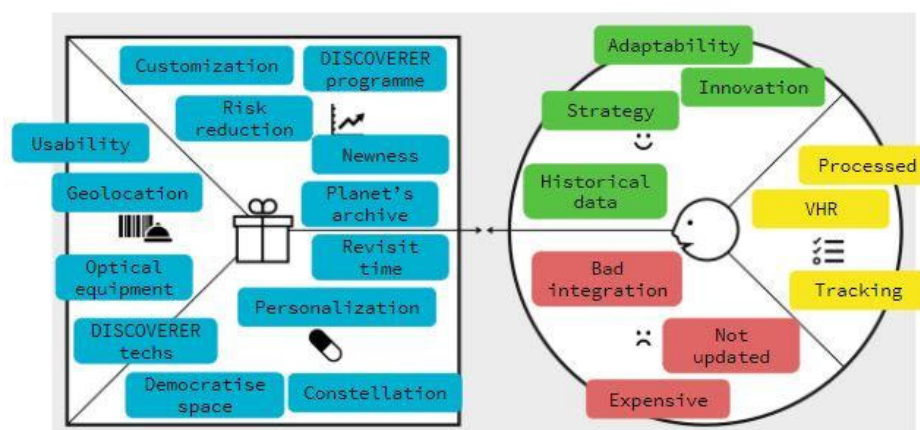 Customization
DISCOVERER
programme
Risk
reduction
Usability
Newness
Geolocation
Planet's
archive
Revisit
time
Optical
equipment
Personalization
DISCOVERER
techs
Democratise
space
Constellation
Adaptability
Innovation
Strategy
Historical
data
Processed
VHR
Tracking
Bad
integration
Not
updated
Expensive